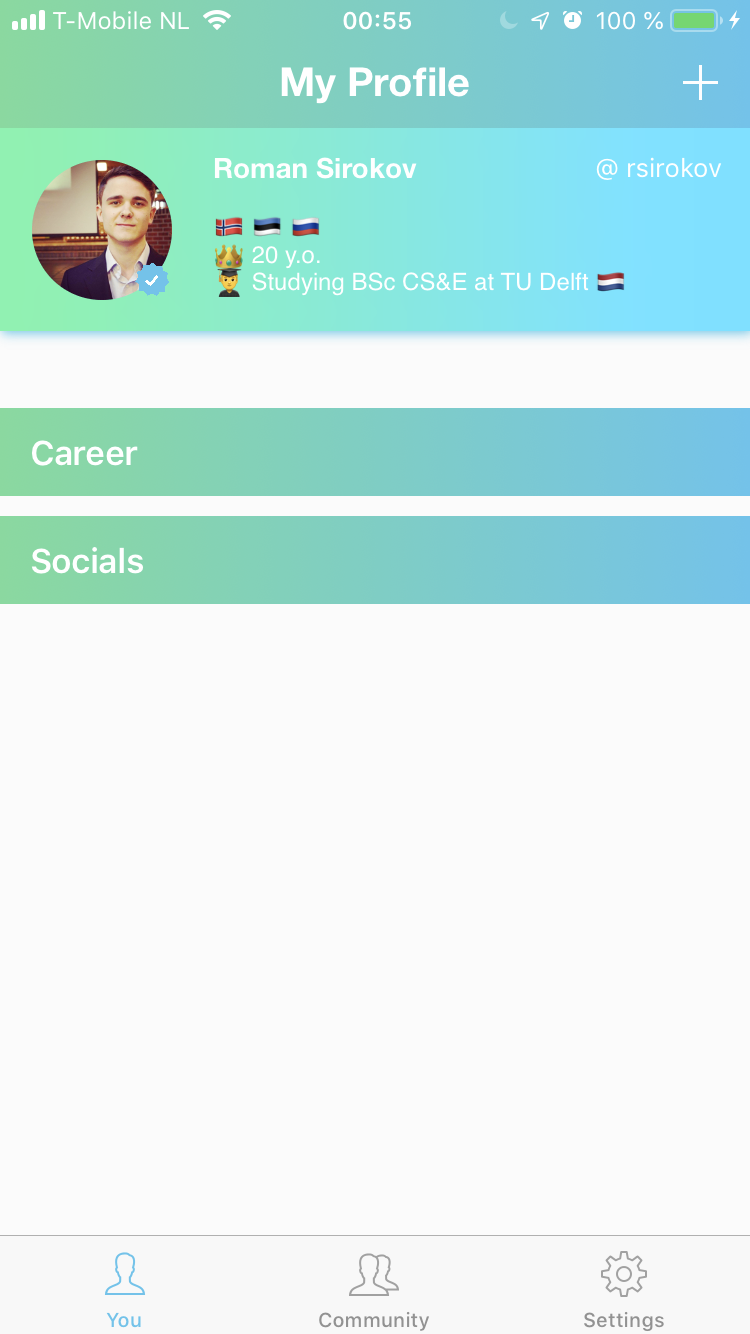 T-Mobile NL 00:55 100 %
My Profile
Roman Sirokov @ rsirokov
🇳🇴 🇪🇪 🇷🇺
👑 20 y.o.
👨‍🎓 Studying BSc CS&E at TU Delft 🇳🇱
Career
Socials
You Community Settings